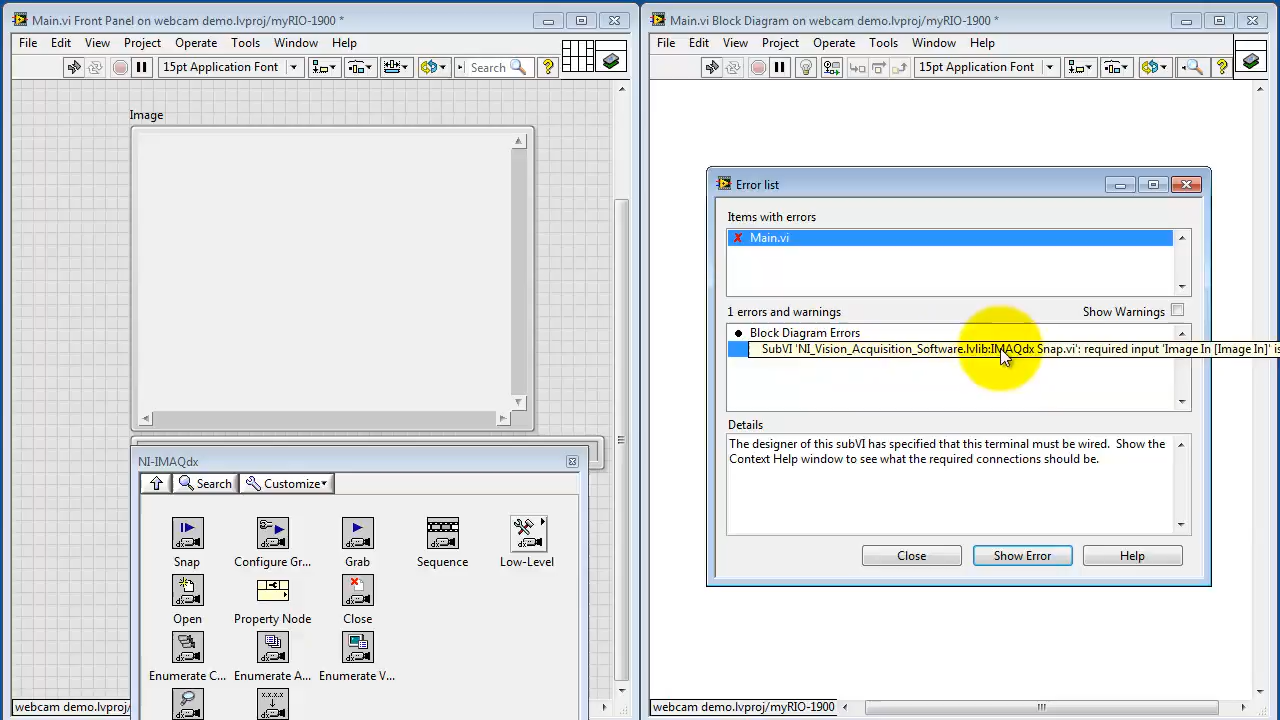 Main.vi Front Panel on webcam demo.lvproj/myRIO-1900 *
File Edit View Project Operate Tools Window Help
15pt Application Font
Search
Image
NI-IMAQdx
Search Customize
Snap Configure Gr... Grab Sequence Low-Level
Open Property Node Close
Enumerate C... Enumerate A... Enumerate V...
x.x.x.x
webcam demo.lvproj/my
Main.vi Block Diagram on webcam demo.lvproj/myRIO-1900 *
File Edit View Project Operate Tools Window Help
15pt Application Font
Error list
Items with errors
Main.vi
1 errors and warnings
Show Warnings
Block Diagram Errors
SubVI 'NI_Vision_Acquisition_Software.lvlib:IMAQdx Snap.vi': required input 'Image In [Image In]' is
Details
The designer of this subVI has specified that this terminal must be wired. Show the
Context Help window to see what the required connections should be.
Close Show Error Help
webcam demo.lvproj/myRIO-1900